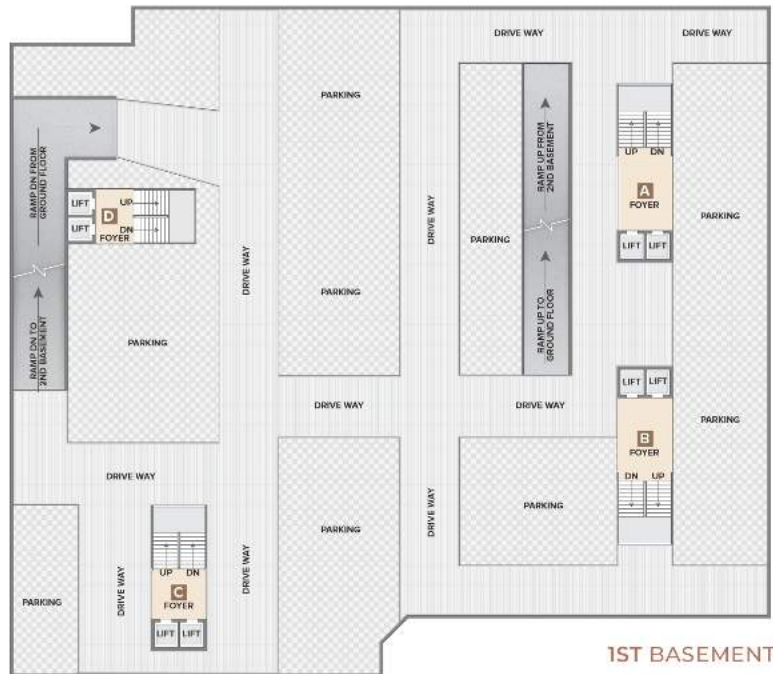 DRIVE WAY
DRIVE WAY
PARKING
RAMP DN FROM
GROUND FLOOR
RAMP UP FROM
2ND BASEMENT
UP DN
A
FOYER
LIFT LIFT
LIFT
LIFT
D
UP
DN
FOYER
DRIVE WAY
DRIVE WAY
PARKING
PARKING
PARKING
RAMP DN TO
2ND BASEMENT
PARKING
RAMP UP TO
GROUND FLOOR
LIFT LIFT
B
FOYER
DN UP
DRIVE WAY
DRIVE WAY
PARKING
DRIVE WAY
DRIVE WAY
PARKING
PARKING
DRIVE WAY
DRIVE WAY
UP DN
C
FOYER
LIFT LIFT
PARKING
1ST BASEMENT